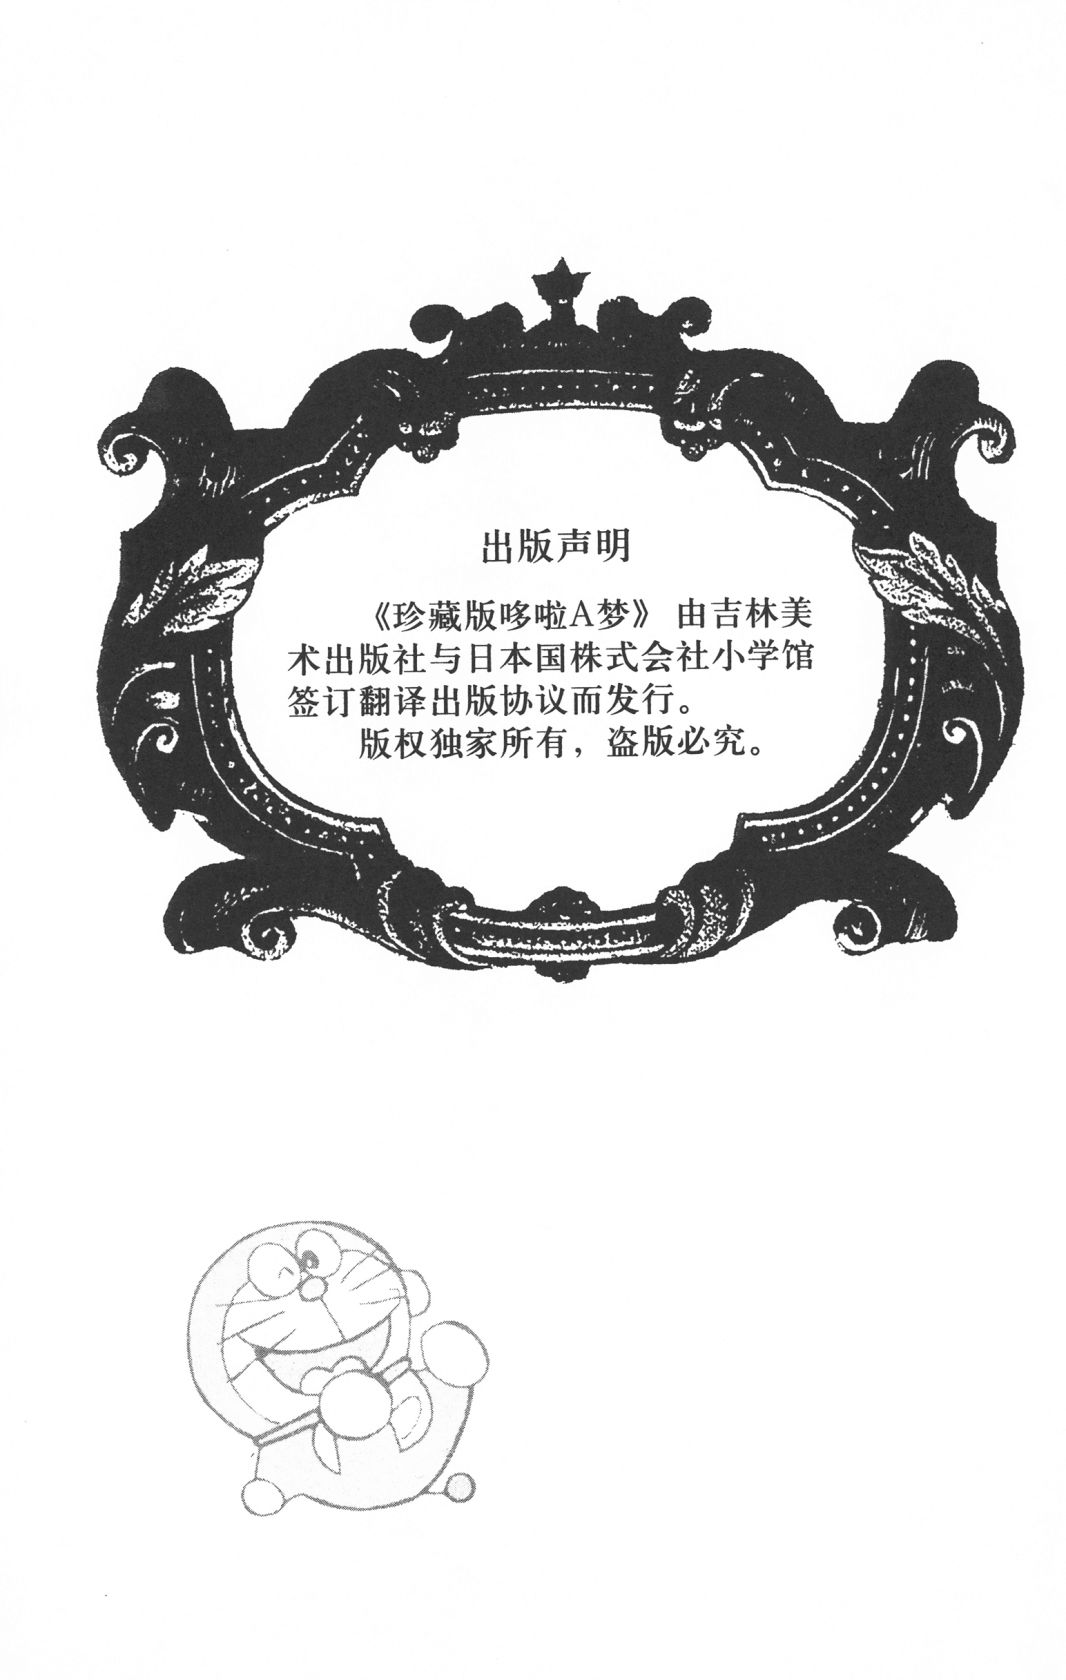 出版声明
《珍藏版哆啦A梦》由吉林美
术出版社与日本国株式会社小学馆
签订翻译出版协议而发行。
版权独家所有，盗版必究。